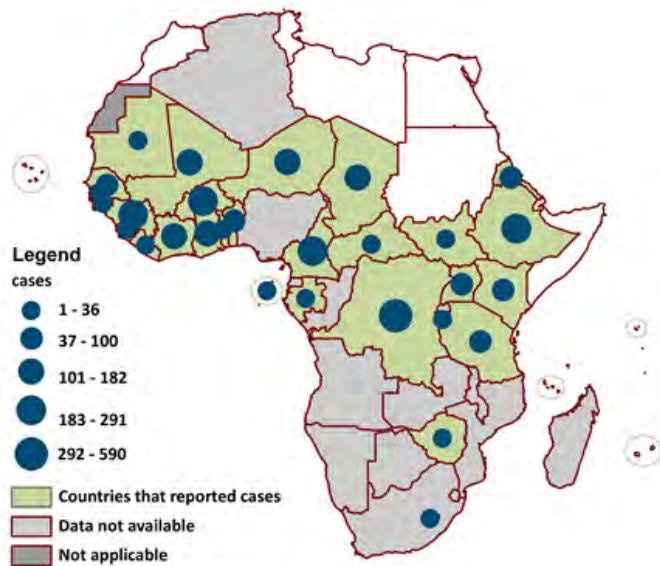 Legend
cases
1 - 36
37 - 100
101 - 182
183 - 291
292 - 590
Countries that reported cases
Data not available
Not applicable